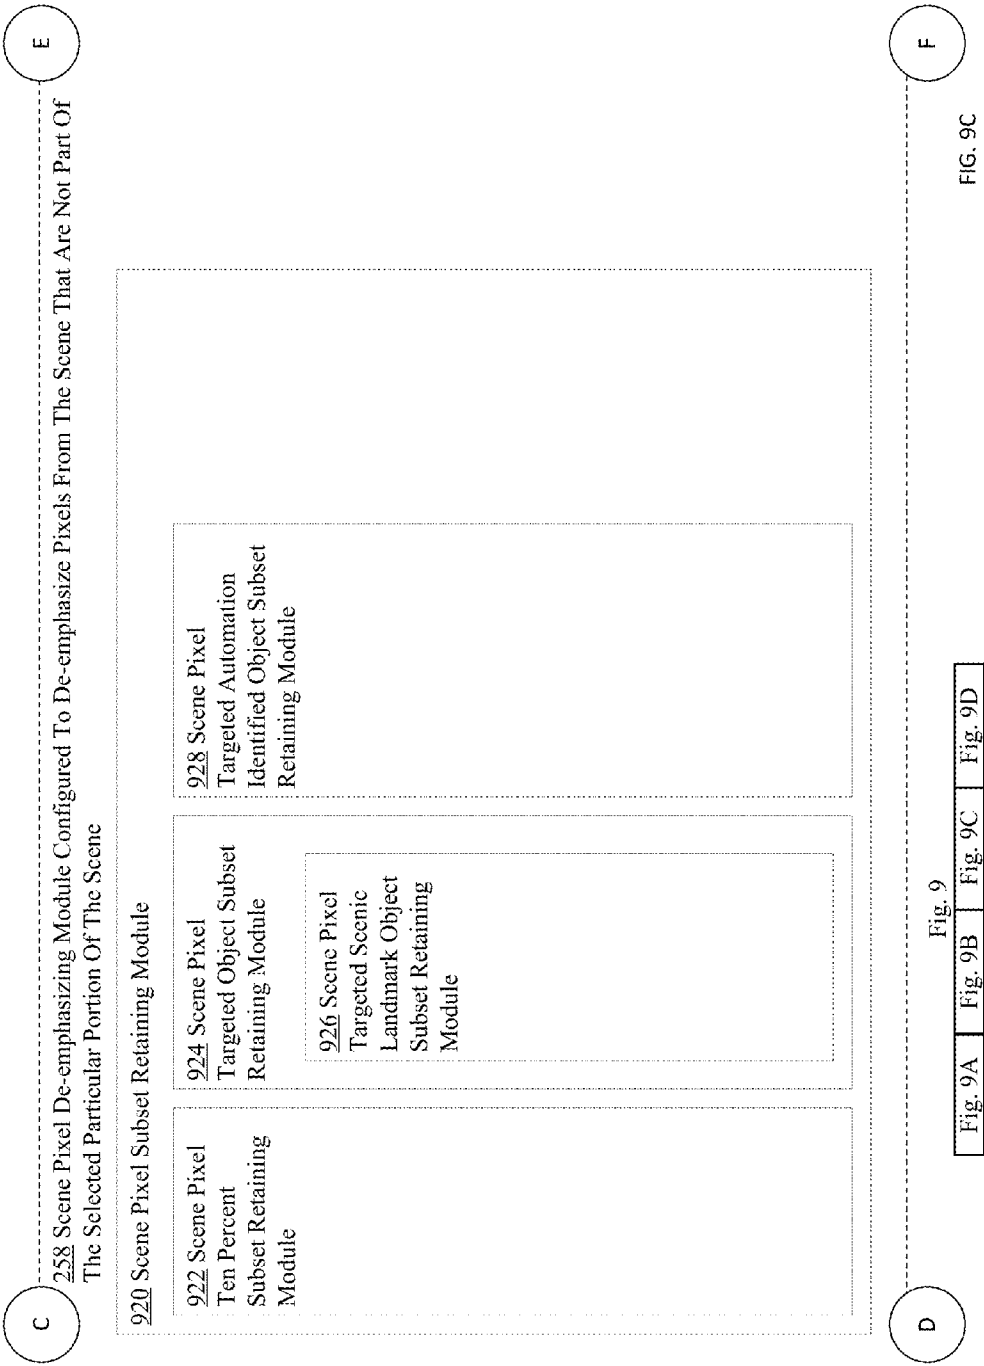 C
E
258 Scene Pixel De-emphasizing Module Configured To De-emphasize Pixels From The Scene That Are Not Part Of
The Selected Particular Portion Of The Scene
920 Scene Pixel Subset Retaining Module
922 Scene Pixel
Ten Percent
Subset Retaining
Module
924 Scene Pixel
Targeted Object Subset
Retaining Module
926 Scene Pixel
Targeted Scenic
Landmark Object
Subset Retaining
Module
928 Scene Pixel
Targeted Automation
Identified Object Subset
Retaining Module
D
F
Fig. 9
Fig. 9A
Fig. 9B
Fig. 9C
Fig. 9D
FIG. 9C